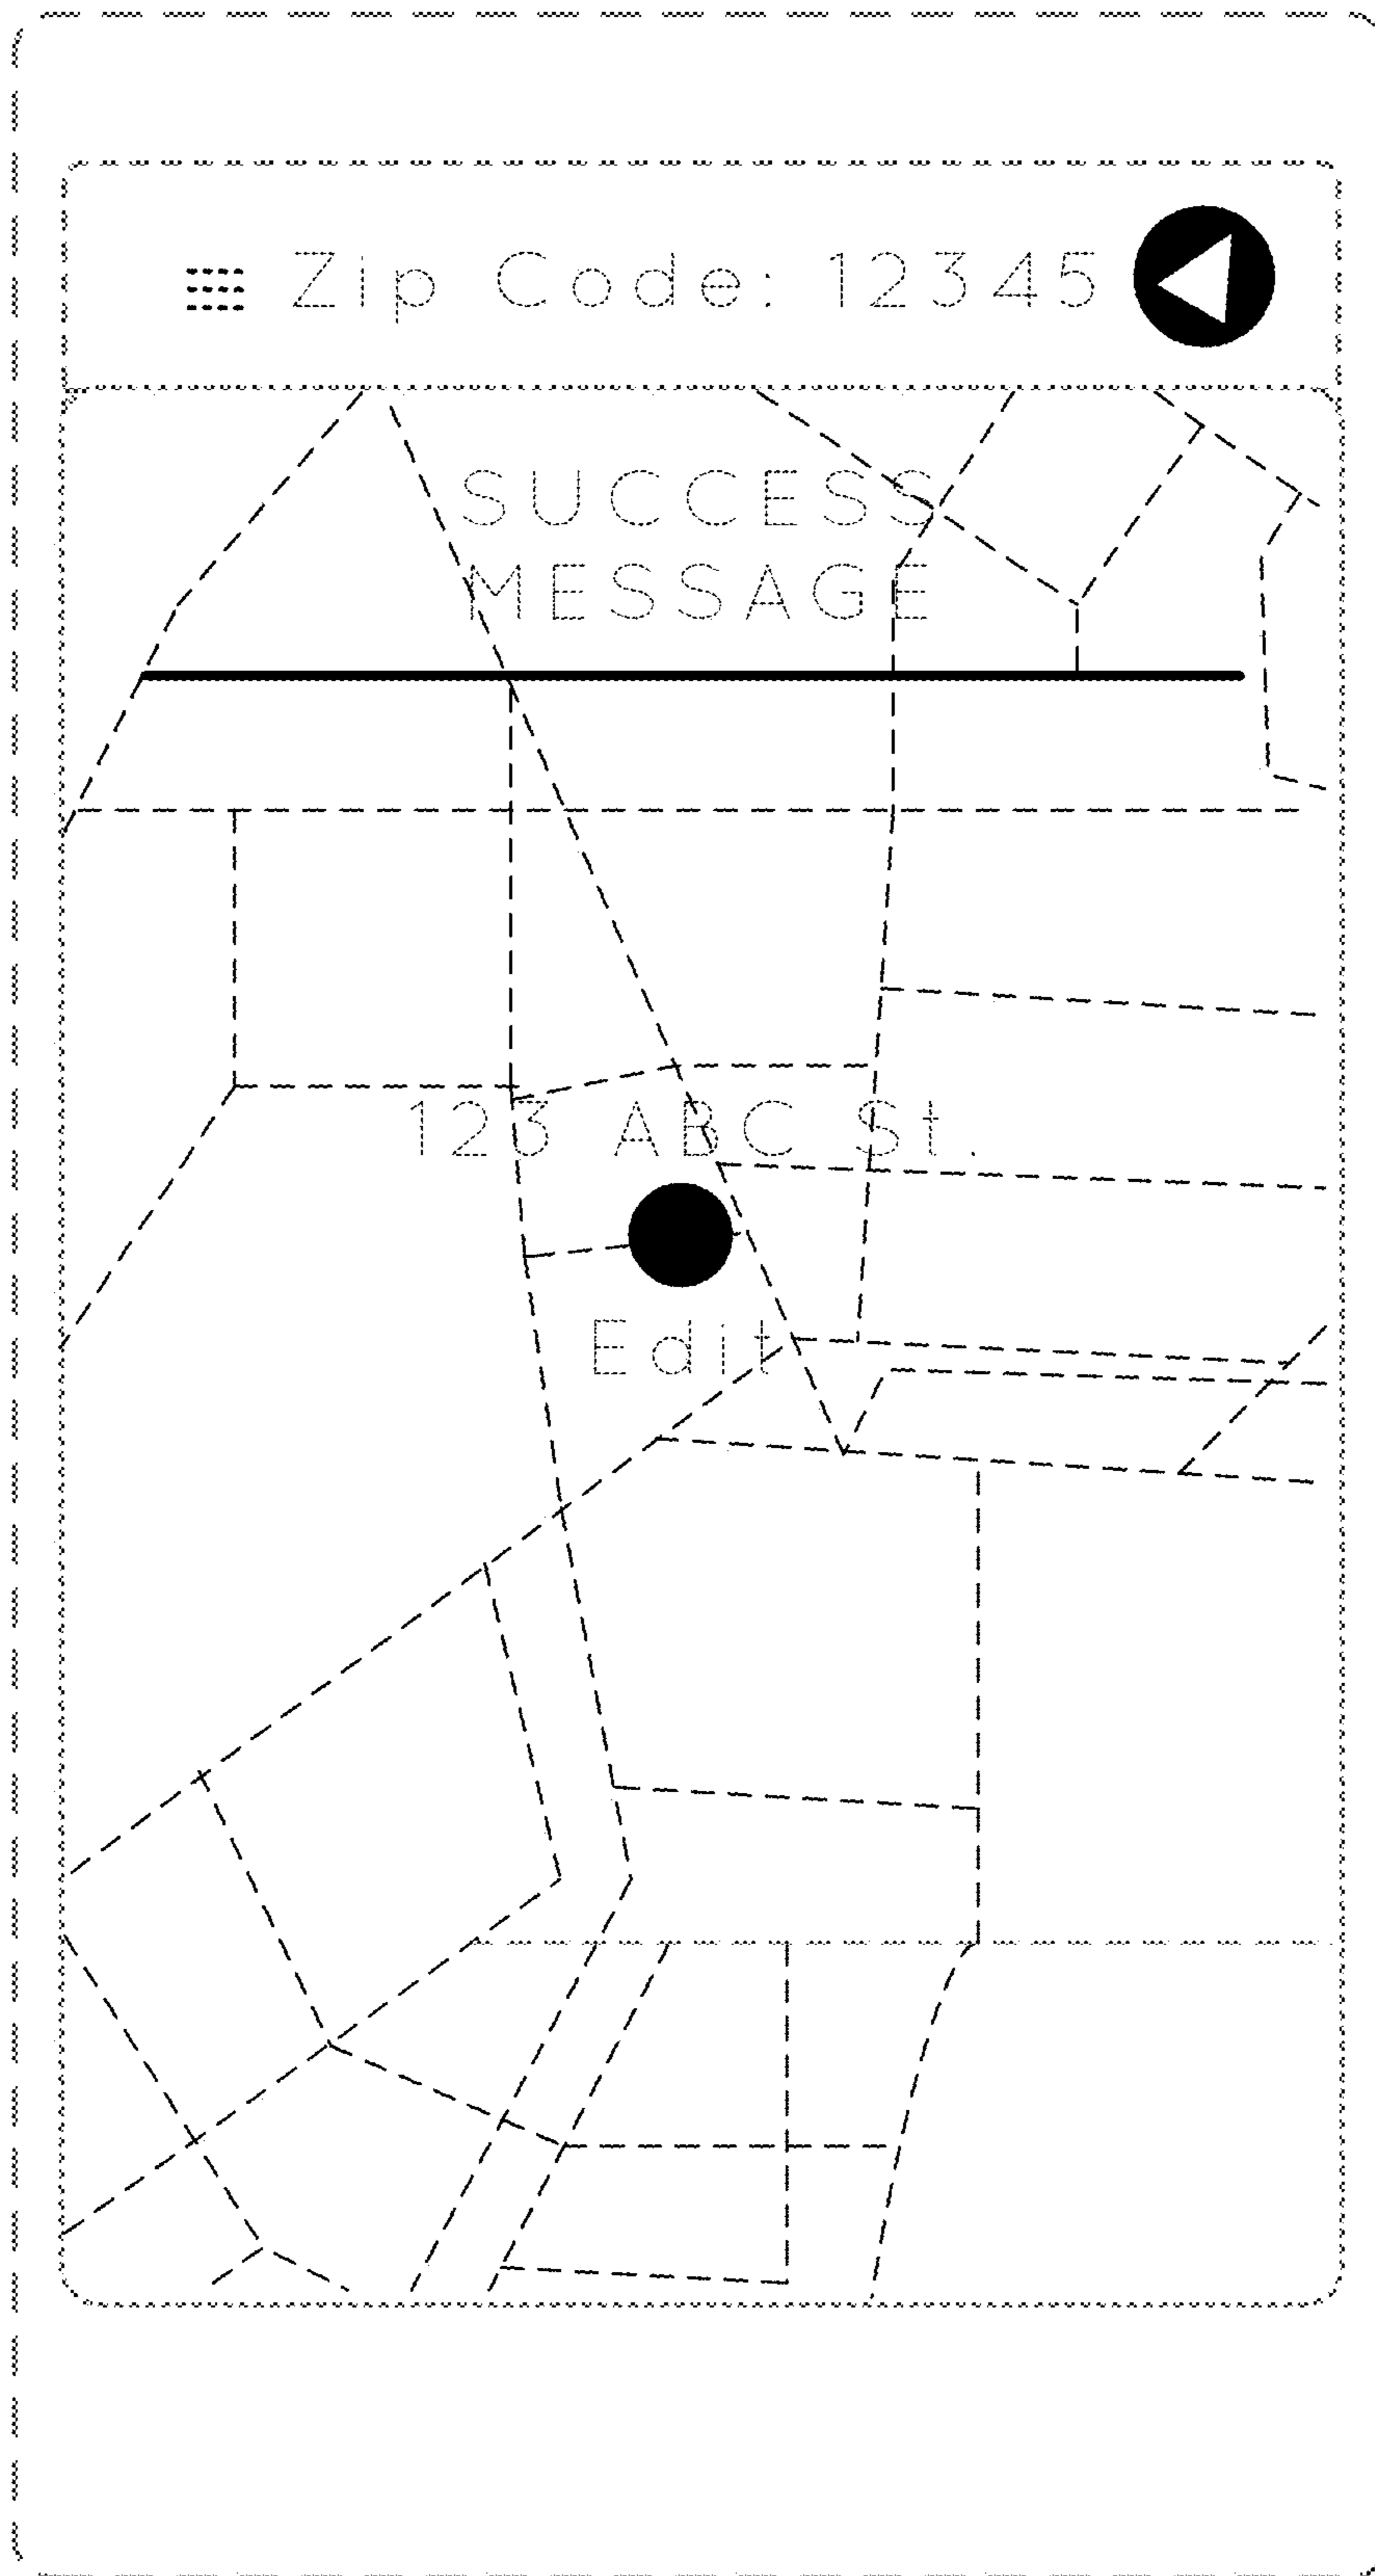 Zip Code: 12345
SUCCESS
MESSAGE
123 ABC St.
Edit